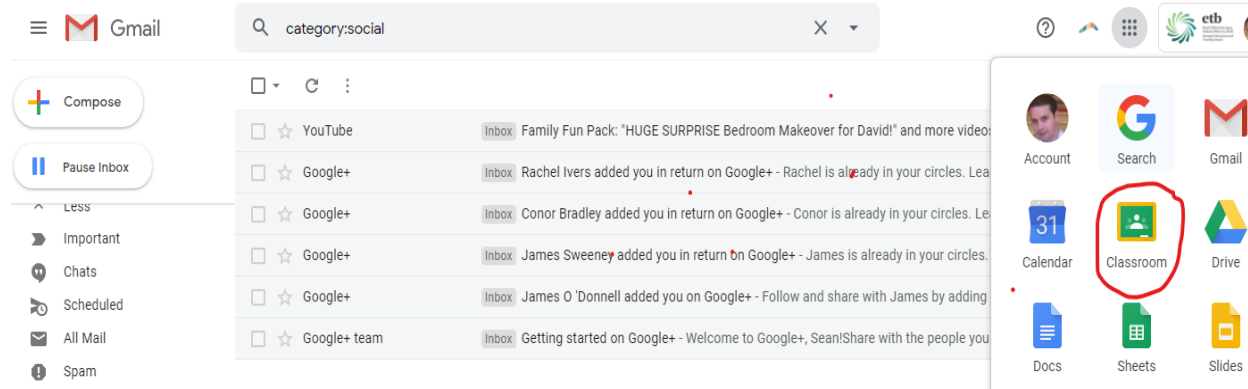 Gmail
category:social
etb
Compose
Pause Inbox
Less
Important
Chats
Scheduled
All Mail
Spam
YouTube Inbox Family Fun Pack: "HUGE SURPRISE Bedroom Makeover for David!" and more videos
Google+ Inbox Rachel Ivers added you in return on Google+ - Rachel is already in your circles. Lea
Google+ Inbox Conor Bradley added you in return on Google+ - Conor is already in your circles. Le
Google+ Inbox James Sweeney added you in return on Google+ - James is already in your circles.
Google+ Inbox James O 'Donnell added you on Google+ - Follow and share with James by adding
Google+ team Inbox Getting started on Google+ - Welcome to Google+, Sean!Share with the people you
Account Search Gmail
31
Calendar Classroom Drive
Docs Sheets Slides